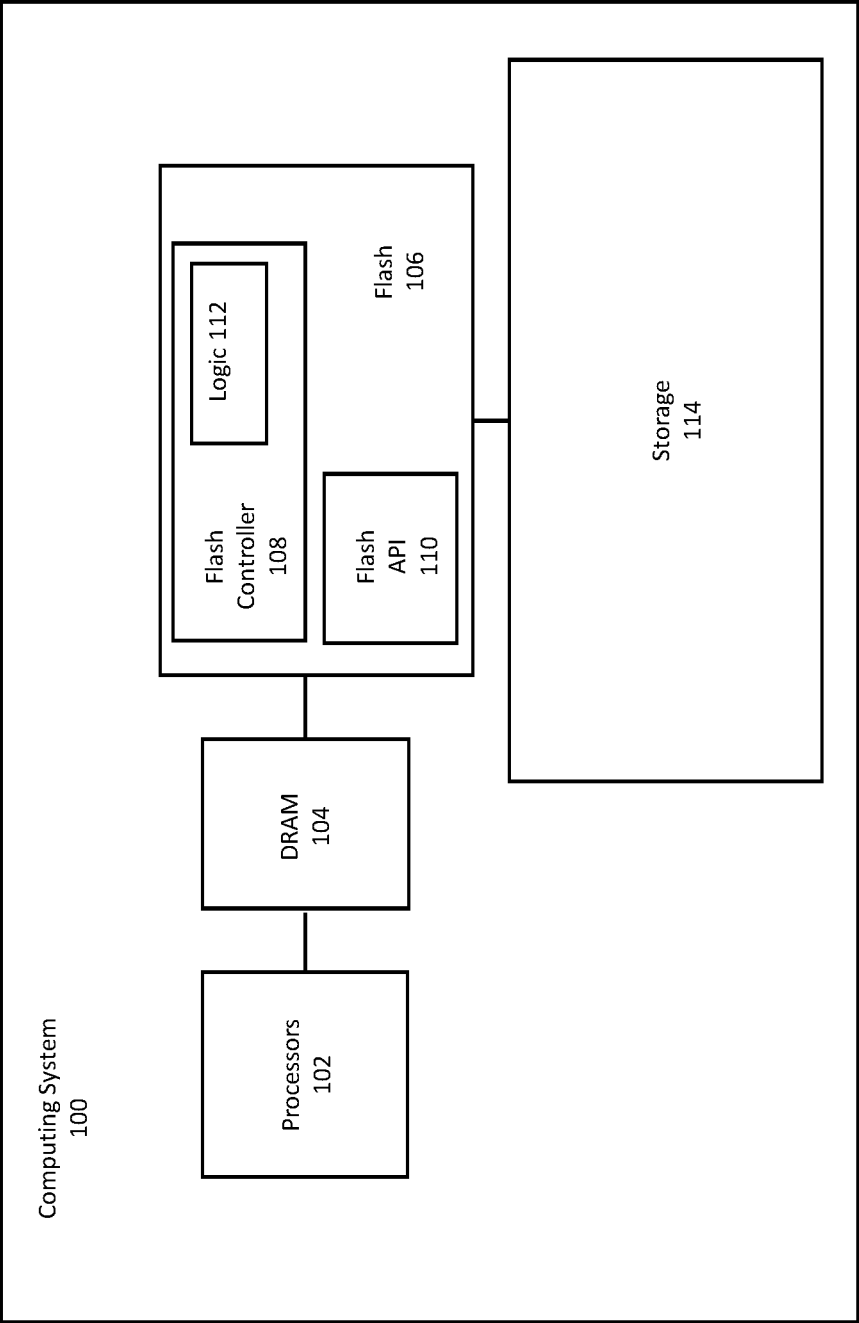 Computing System
100
Processors
102
DRAM
104
Flash
Controller
108
Logic 112
Flash
API
110
Flash
106
Storage
114